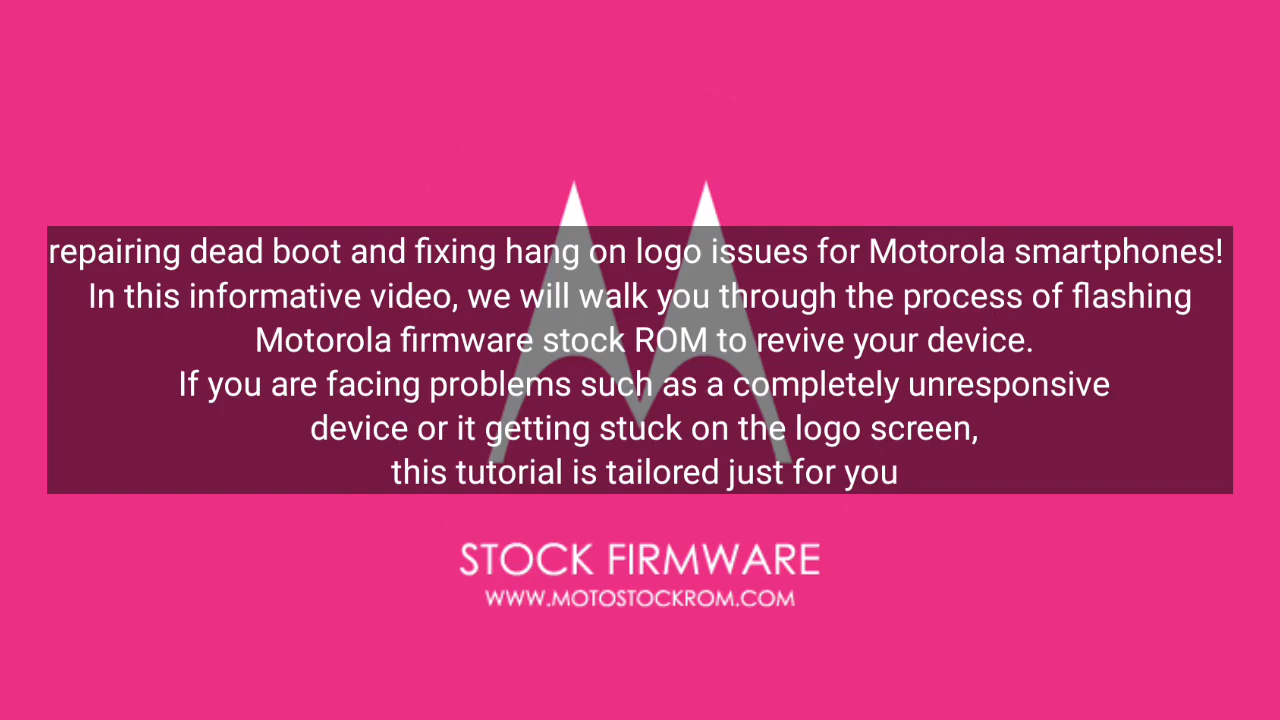 repairing dead boot and fixing hang on logo issues for Motorola smartphones!
In this informative video, we will walk you through the process of flashing
Motorola firmware stock ROM to revive your device.
If you are facing problems such as a completely unresponsive
device or it getting stuck on the logo screen,
this tutorial is tailored just for you
STOCK FIRMWARE
WWW.MOTOSTOCKROM.COM